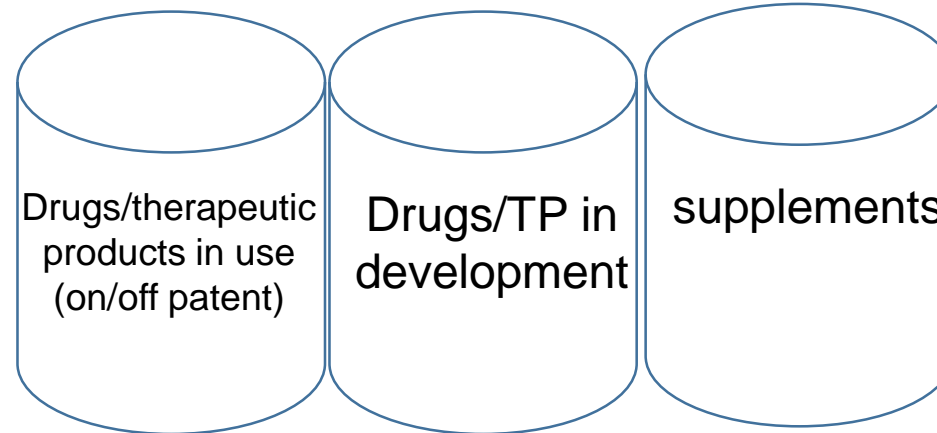 Drugs/therapeutic
products in use
(on/off patent)
Drugs/TP in
development
supplements